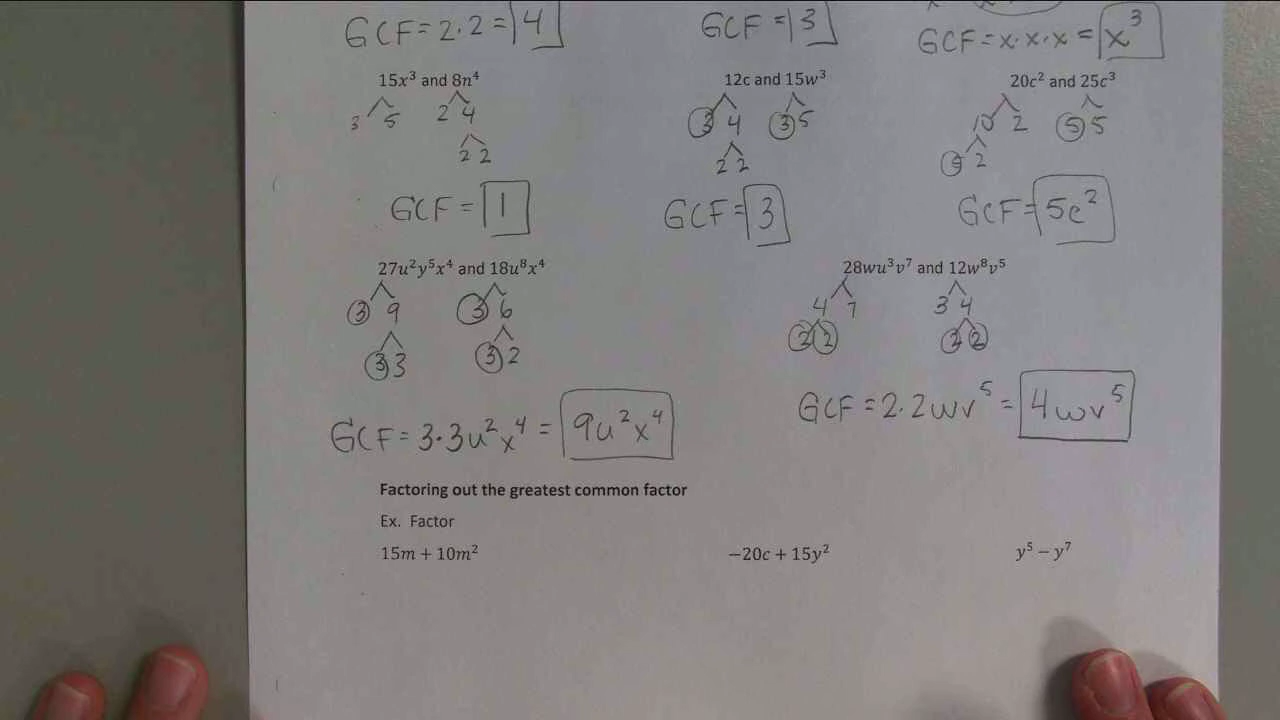 GCF = 2·2 = 4 GCF = 3 GCF = x·x·x = x³
15x³ and 8n⁴ 12c and 15w³ 20c² and 25c³
3 5 2 4 3 4 3 5 10 2 5 5
2 2 2 2 5 2
GCF = 1 GCF = 3 GCF = 5c²
27u²y⁵x⁴ and 18u⁸x⁴ 28wu³v⁷ and 12w⁸v⁵
3 9 3 6 4 7 3 4
3 3 3 2 2 2 2 2
GCF = 3·3u²x⁴ = 9u²x⁴ GCF = 2·2wv⁵ = 4wv⁵
Factoring out the greatest common factor
Ex. Factor
15m + 10m² −20c + 15y² y⁵ − y⁷